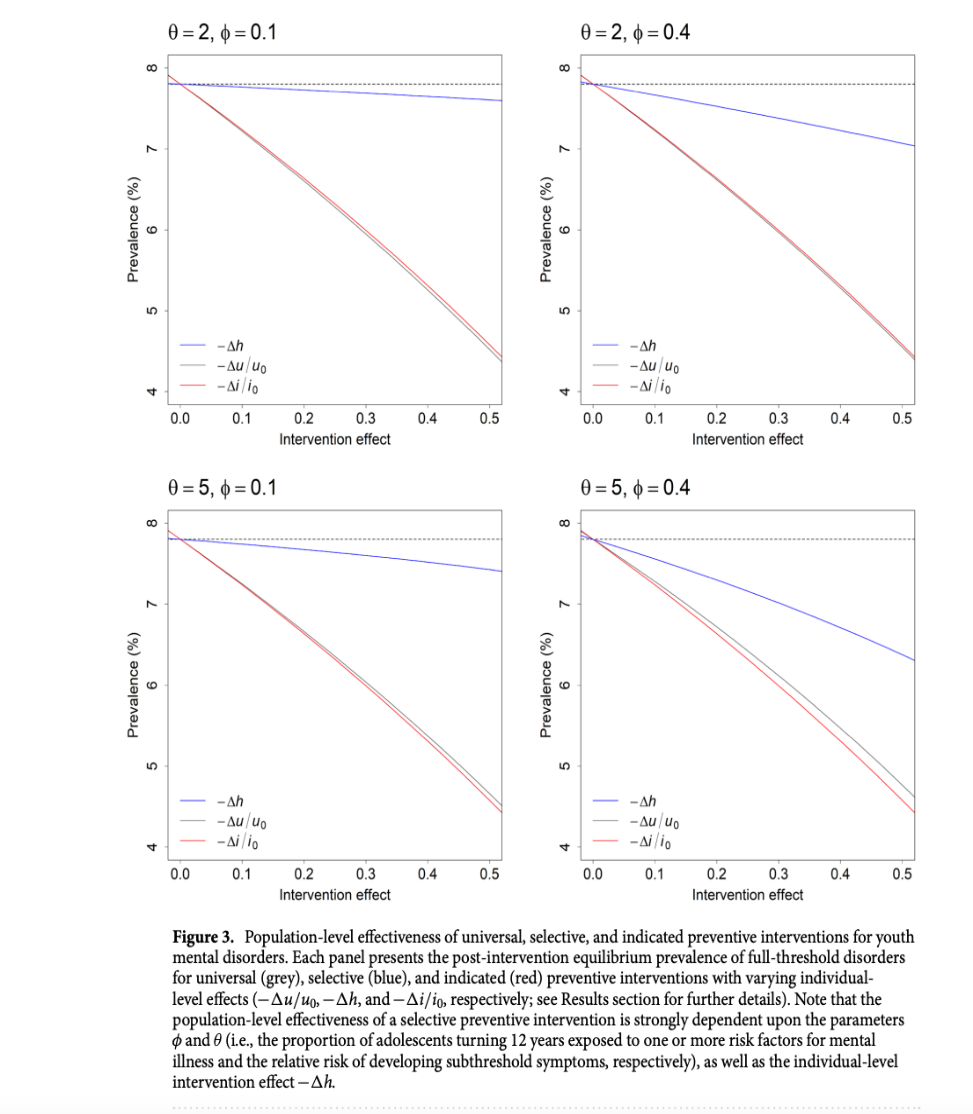 θ = 2, ϕ = 0.1
8
7
6
5
4
Prevalence (%)
−Δh
−Δu/u₀
−Δi/i₀
0.0 0.1 0.2 0.3 0.4 0.5
Intervention effect
θ = 2, ϕ = 0.4
8
7
6
5
4
Prevalence (%)
−Δh
−Δu/u₀
−Δi/i₀
0.0 0.1 0.2 0.3 0.4 0.5
Intervention effect
θ = 5, ϕ = 0.1
8
7
6
5
4
Prevalence (%)
−Δh
−Δu/u₀
−Δi/i₀
0.0 0.1 0.2 0.3 0.4 0.5
Intervention effect
θ = 5, ϕ = 0.4
8
7
6
5
4
Prevalence (%)
−Δh
−Δu/u₀
−Δi/i₀
0.0 0.1 0.2 0.3 0.4 0.5
Intervention effect
Figure 3. Population-level effectiveness of universal, selective, and indicated preventive interventions for youth
mental disorders. Each panel presents the post-intervention equilibrium prevalence of full-threshold disorders
for universal (grey), selective (blue), and indicated (red) preventive interventions with varying individual-
level effects (−Δu/u₀, −Δh, and −Δi/i₀, respectively; see Results section for further details). Note that the
population-level effectiveness of a selective preventive intervention is strongly dependent upon the parameters
ϕ and θ (i.e., the proportion of adolescents turning 12 years exposed to one or more risk factors for mental
illness and the relative risk of developing subthreshold symptoms, respectively), as well as the individual-level
intervention effect −Δh.